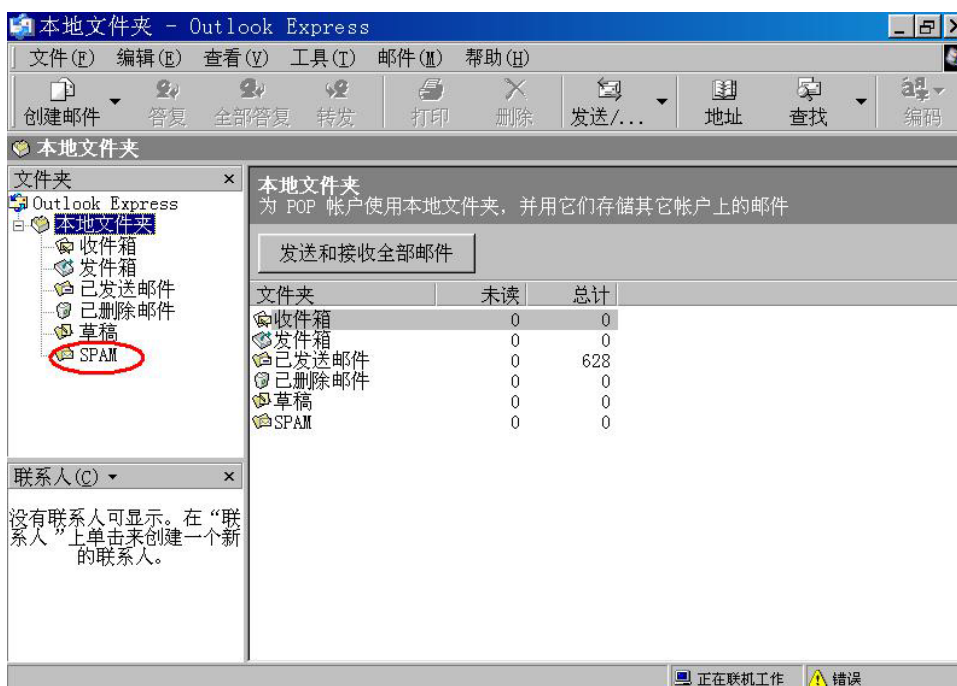 本地文件夹 - Outlook Express
文件(F) 编辑(E) 查看(V) 工具(T) 邮件(M) 帮助(H)
创建邮件 答复 全部答复 转发 打印 删除 发送/... 地址 查找 编码
本地文件夹
文件夹
Outlook Express
本地文件夹
收件箱
发件箱
已发送邮件
已删除邮件
草稿
SPAM
联系人(C)
没有联系人可显示。在“联
系人”上单击来创建一个新
的联系人。
本地文件夹
为 POP 帐户使用本地文件夹，并用它们存储其它帐户上的邮件
发送和接收全部邮件
文件夹 未读 总计
收件箱 0 0
发件箱 0 0
已发送邮件 0 628
已删除邮件 0 0
草稿 0 0
SPAM 0 0
正在联机工作 错误